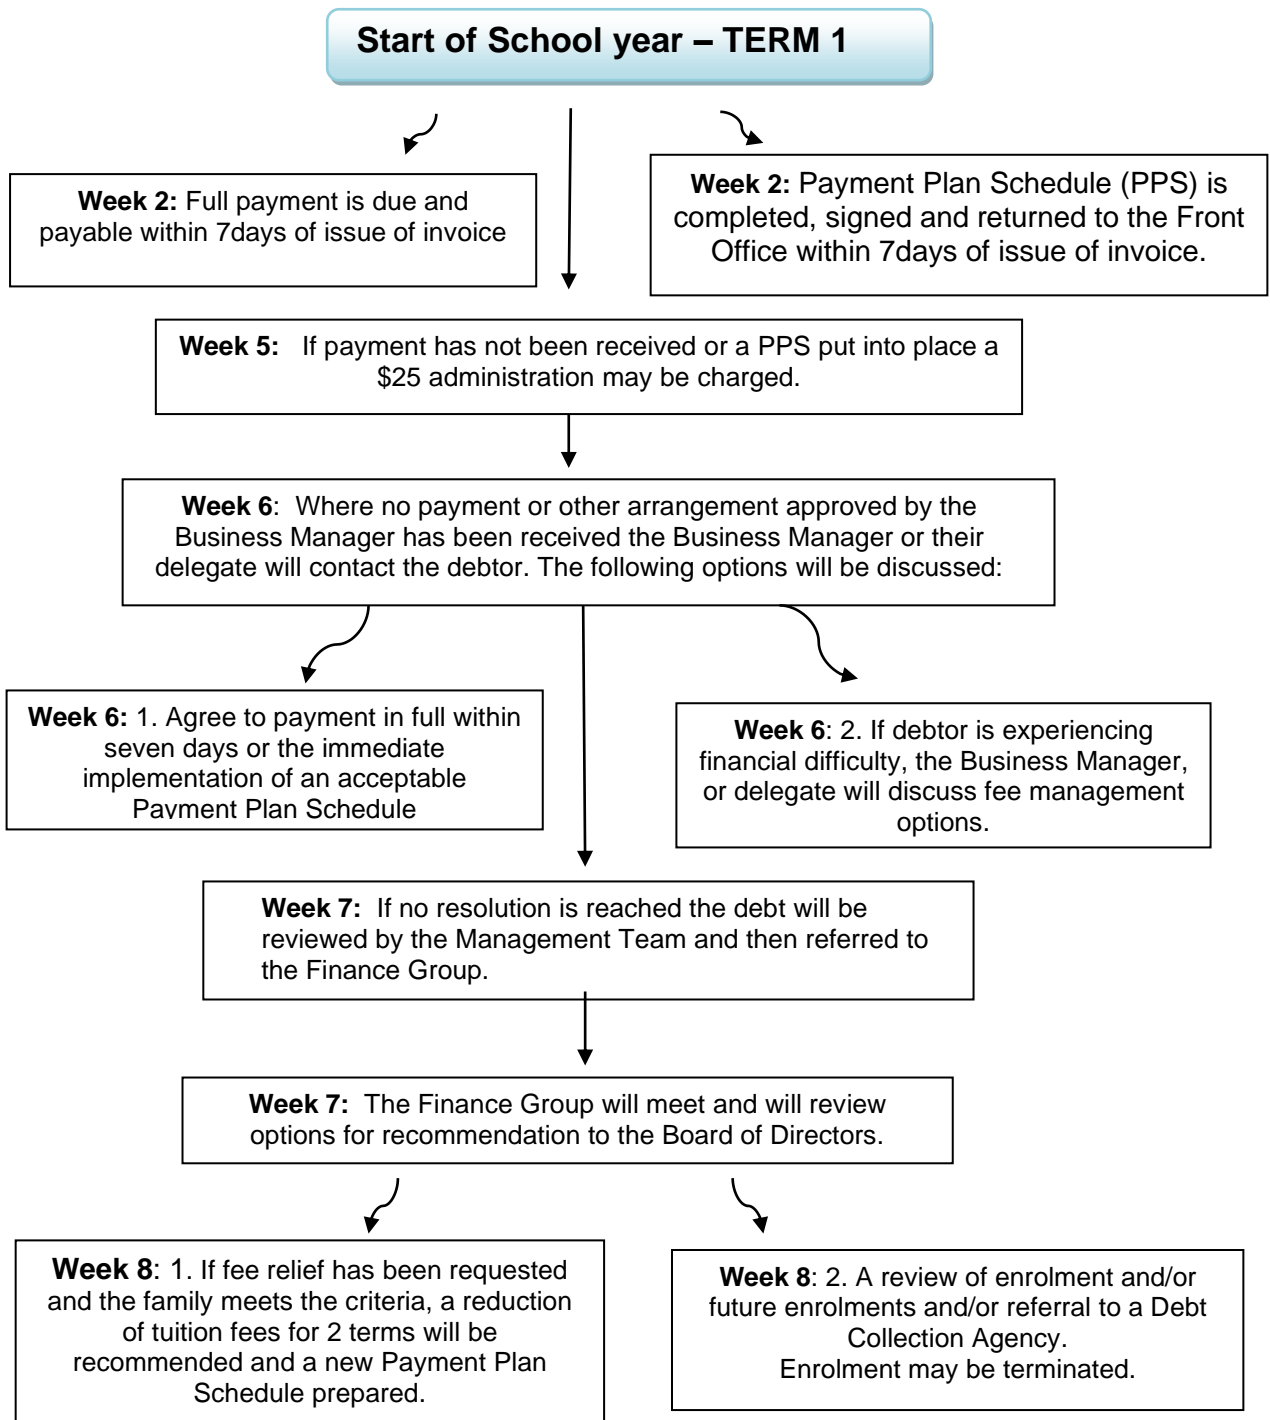 Start of School year – TERM 1
Week 2: Full payment is due and
payable within 7days of issue of invoice
Week 2: Payment Plan Schedule (PPS) is
completed, signed and returned to the Front
Office within 7days of issue of invoice.
Week 5: If payment has not been received or a PPS put into place a
$25 administration may be charged.
Week 6: Where no payment or other arrangement approved by the
Business Manager has been received the Business Manager or their
delegate will contact the debtor. The following options will be discussed:
Week 6: 1. Agree to payment in full within
seven days or the immediate
implementation of an acceptable
Payment Plan Schedule
Week 6: 2. If debtor is experiencing
financial difficulty, the Business Manager,
or delegate will discuss fee management
options.
Week 7: If no resolution is reached the debt will be
reviewed by the Management Team and then referred to
the Finance Group.
Week 7: The Finance Group will meet and will review
options for recommendation to the Board of Directors.
Week 8: 1. If fee relief has been requested
and the family meets the criteria, a reduction
of tuition fees for 2 terms will be
recommended and a new Payment Plan
Schedule prepared.
Week 8: 2. A review of enrolment and/or
future enrolments and/or referral to a Debt
Collection Agency.
Enrolment may be terminated.